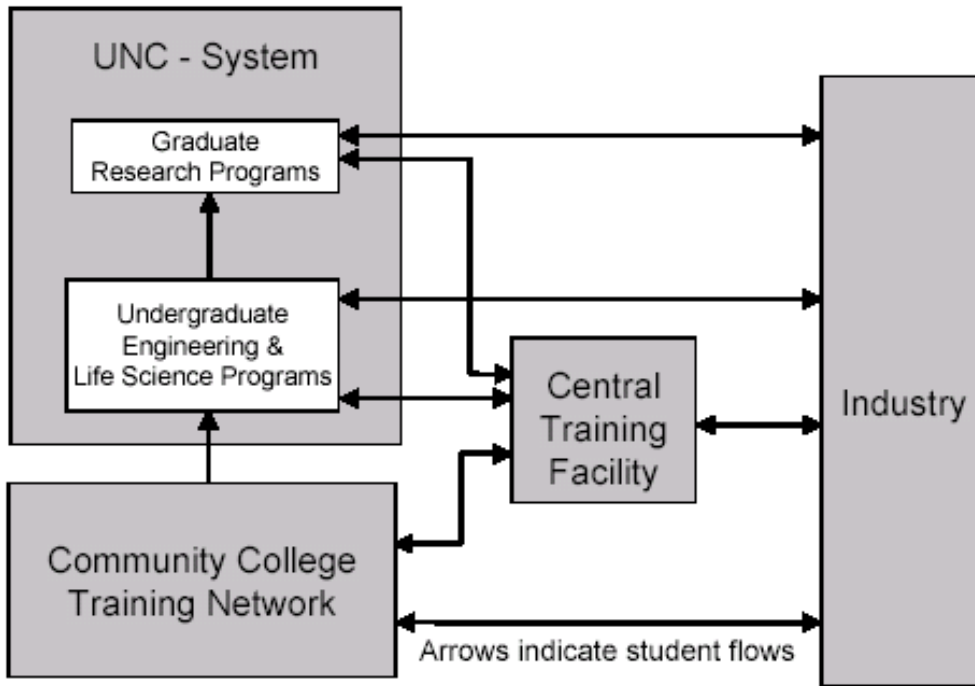 UNC - System
Graduate
Research Programs
Undergraduate
Engineering &
Life Science Programs
Central
Training
Facility
Industry
Community College
Training Network
Arrows indicate student flows